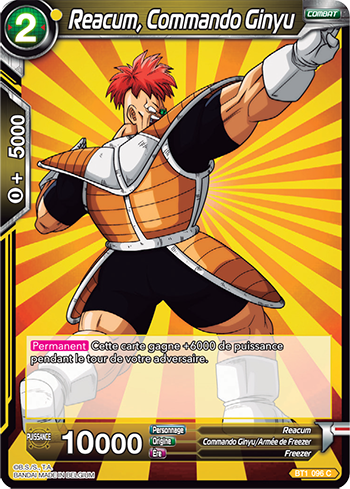 2
Reacum, Commando Ginyu
COMBAT
0 + 5000
Permanent Cette carte gagne +6000 de puissance
pendant le tour de votre adversaire.
PUISSANCE
10000
Personnage Reacum
Origine Commando Ginyu/Armée de Freezer
Ère Freezer
©B.S./S., T.A.
BANDAI MADE IN BELGIUM
BT1 096 C